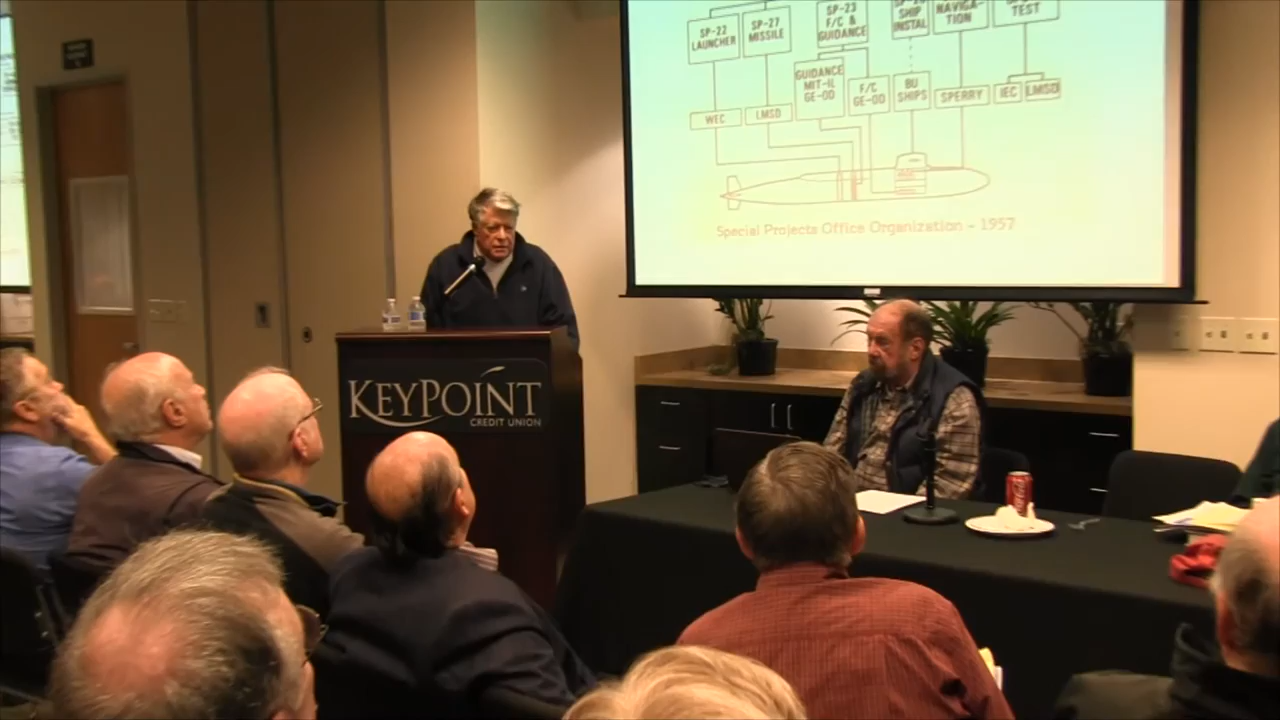 SP-22
LAUNCHER
SP-27
MISSILE
SP-23
F/C &
GUIDANCE
SHIP
INSTAL
NAVIGA-
TION
TEST
GUIDANCE
MIT-IL
GE-OD
F/C
GE-OD
BU
SHIPS
SPERRY
IEC
LMSD
WEC
LMSD
Special Projects Office Organization - 1957
KEYPOINT
CREDIT UNION